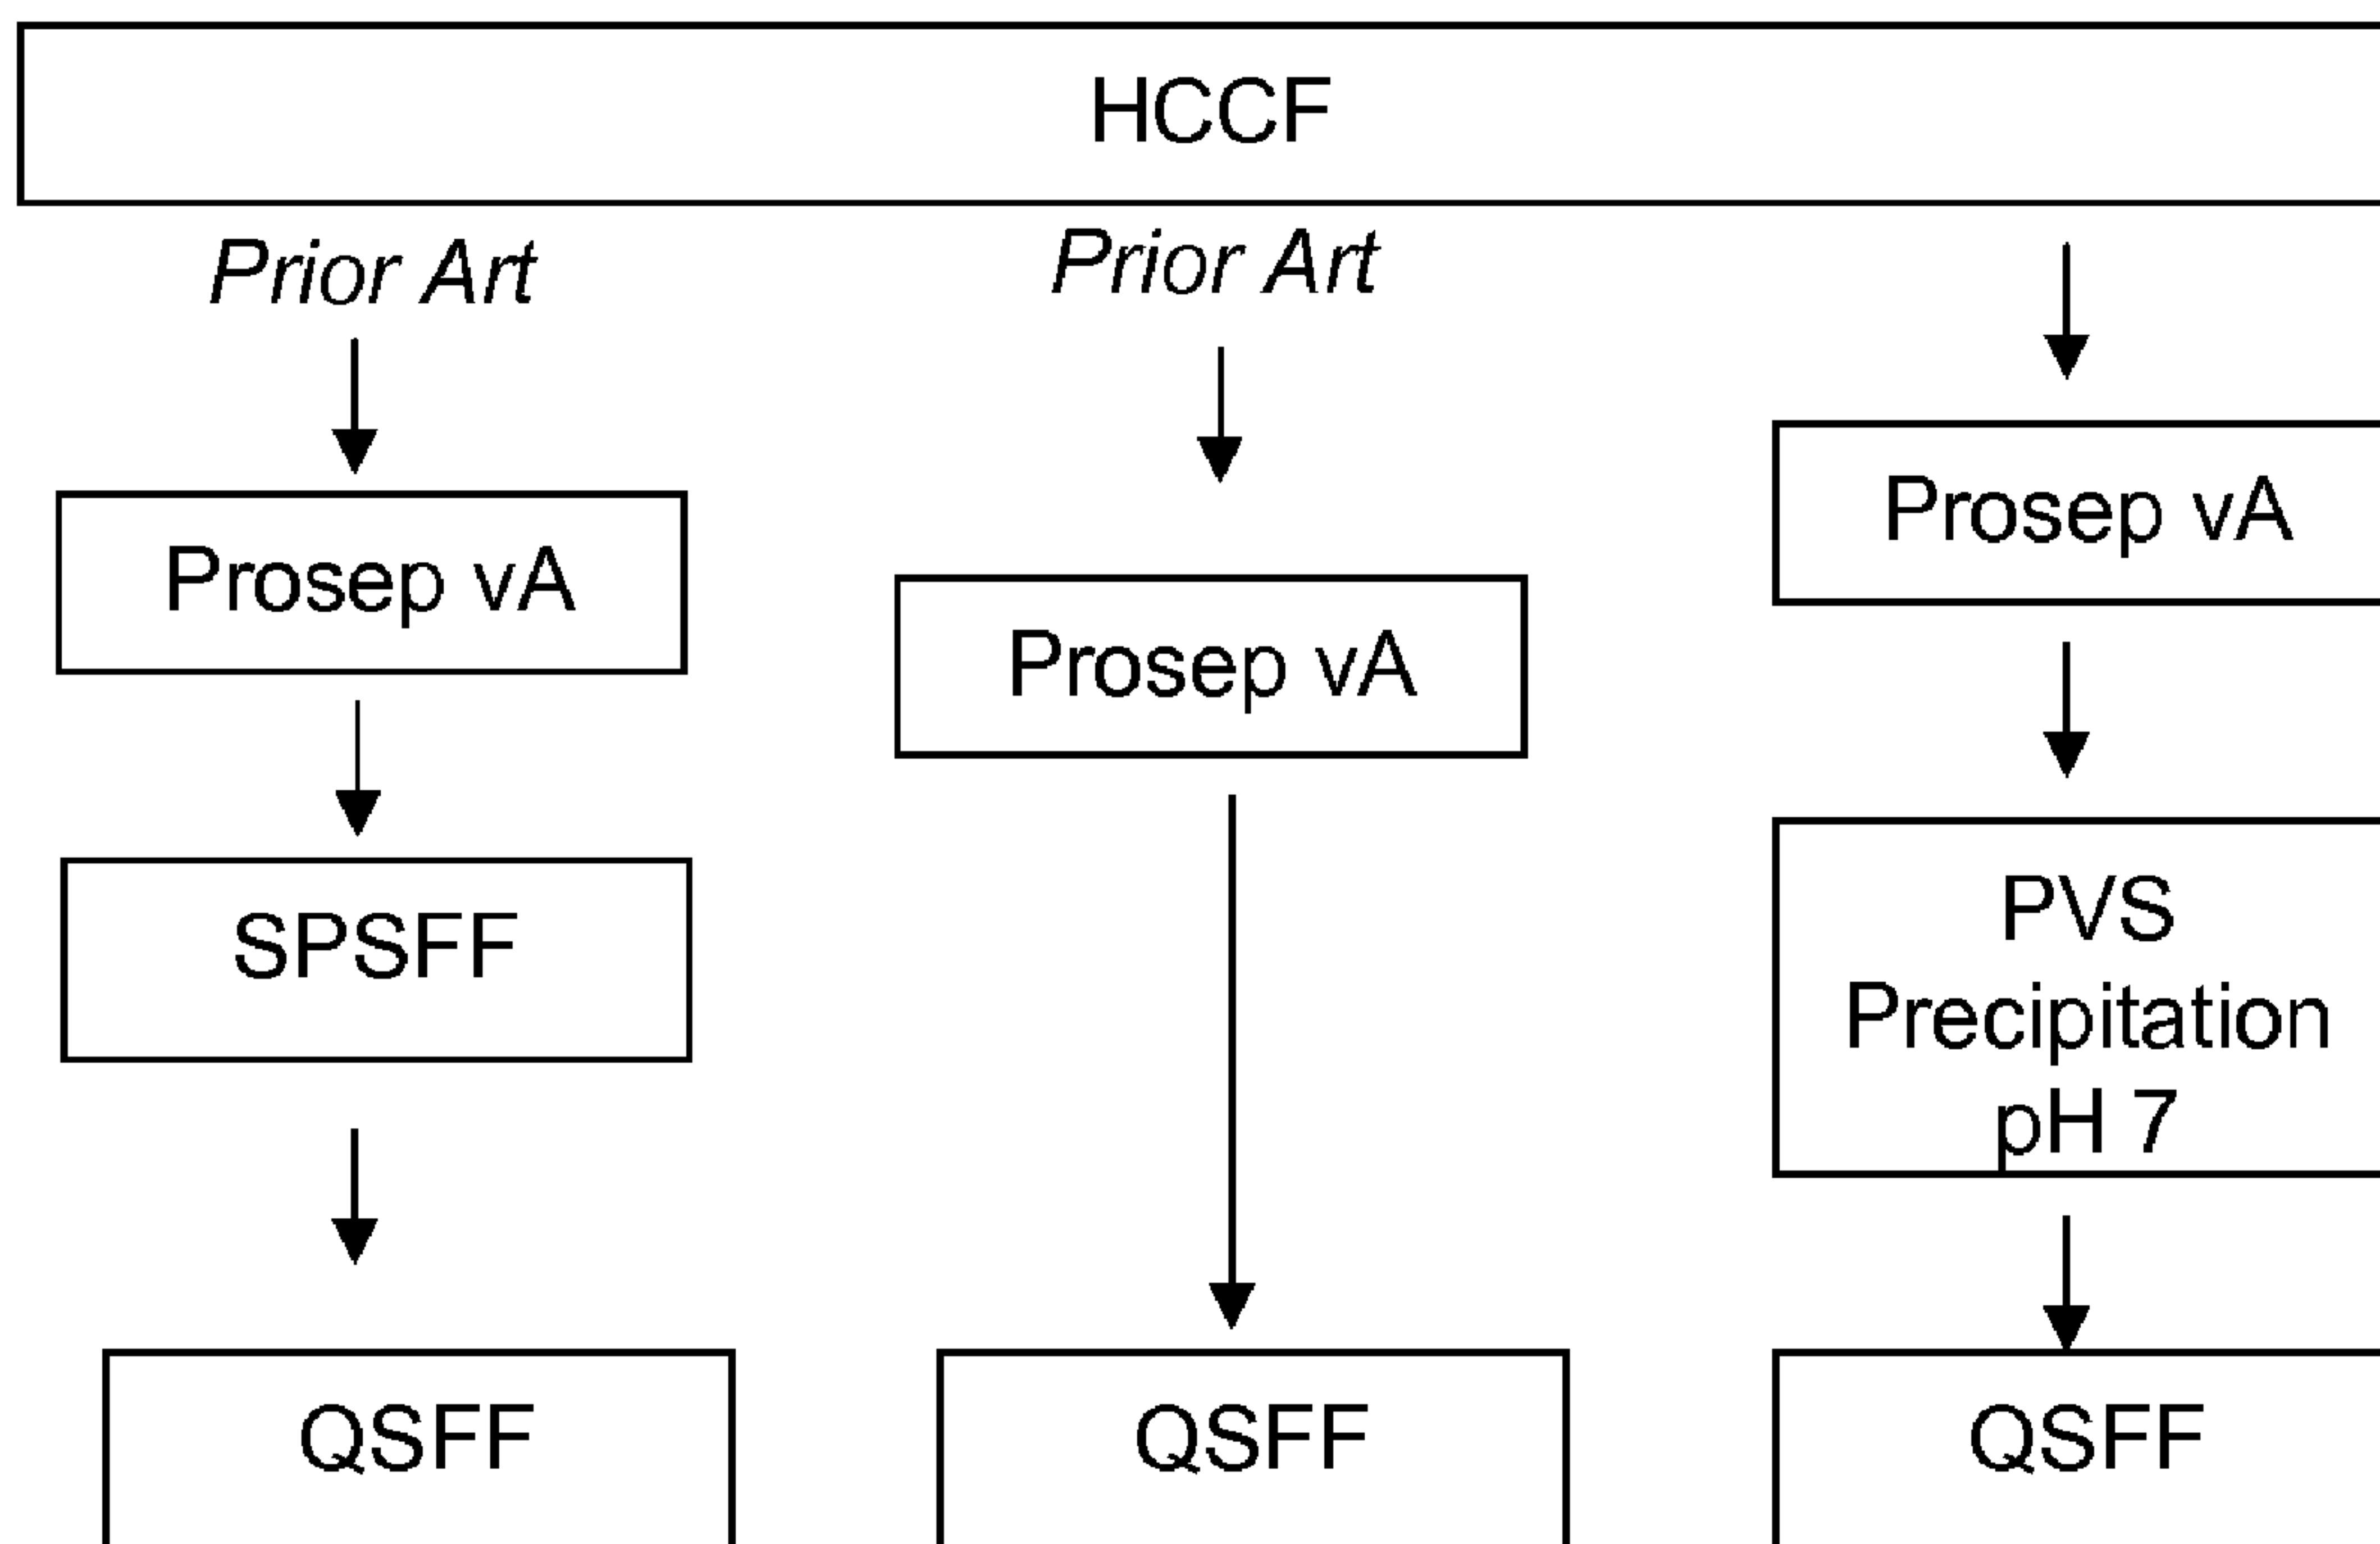 HCCF
Prior Art
Prosep vA
SPSFF
QSFF
Prior Art
Prosep vA
QSFF
Prosep vA
PVS
Precipitation
pH 7
QSFF